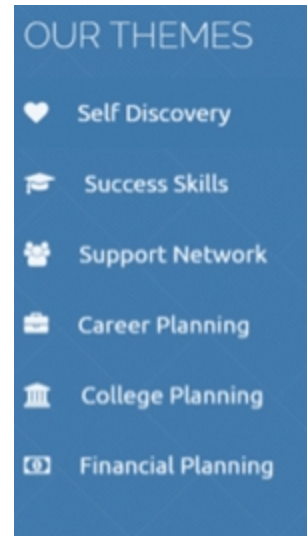 OUR THEMES
Self Discovery
Success Skills
Support Network
Career Planning
College Planning
Financial Planning